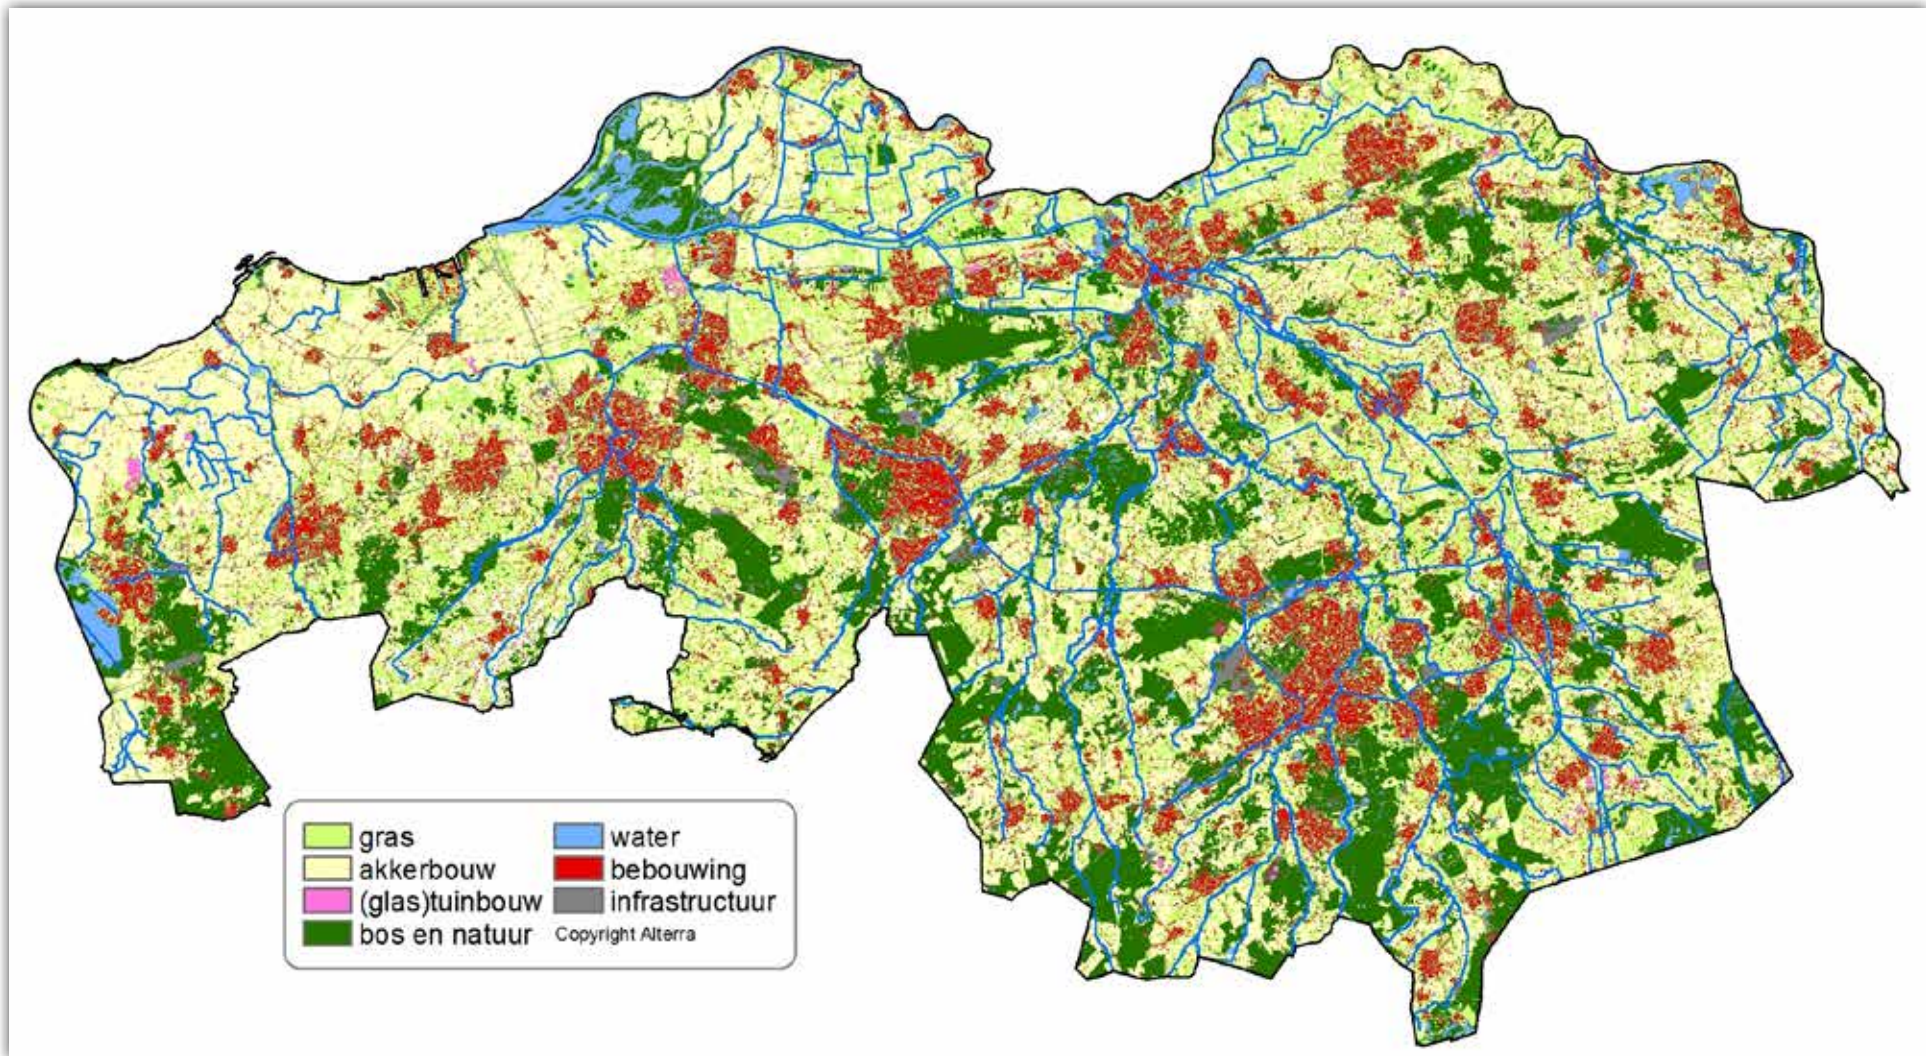 gras
akkerbouw
(glas)tuinbouw
bos en natuur
water
bebouwing
infrastructuur
Copyright Alterra